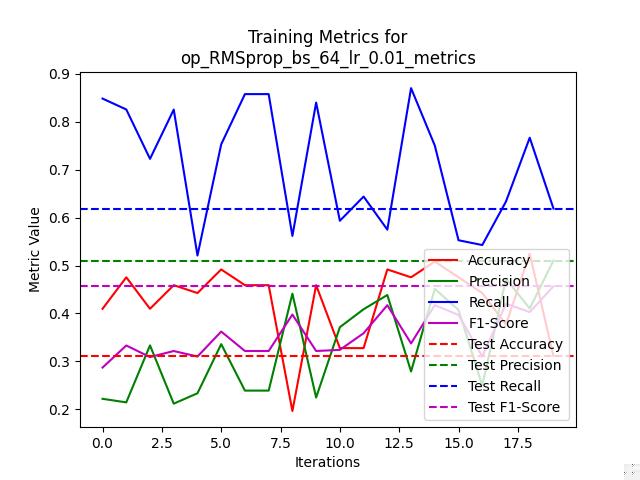 Training Metrics for
op_RMSprop_bs_64_lr_0.01_metrics
0.9
0.8
0.7
0.6
0.5
0.4
0.3
0.2
Metric Value
Accuracy
Precision
Recall
F1-Score
Test Accuracy
Test Precision
Test Recall
Test F1-Score
0.0 2.5 5.0 7.5 10.0 12.5 15.0 17.5
Iterations